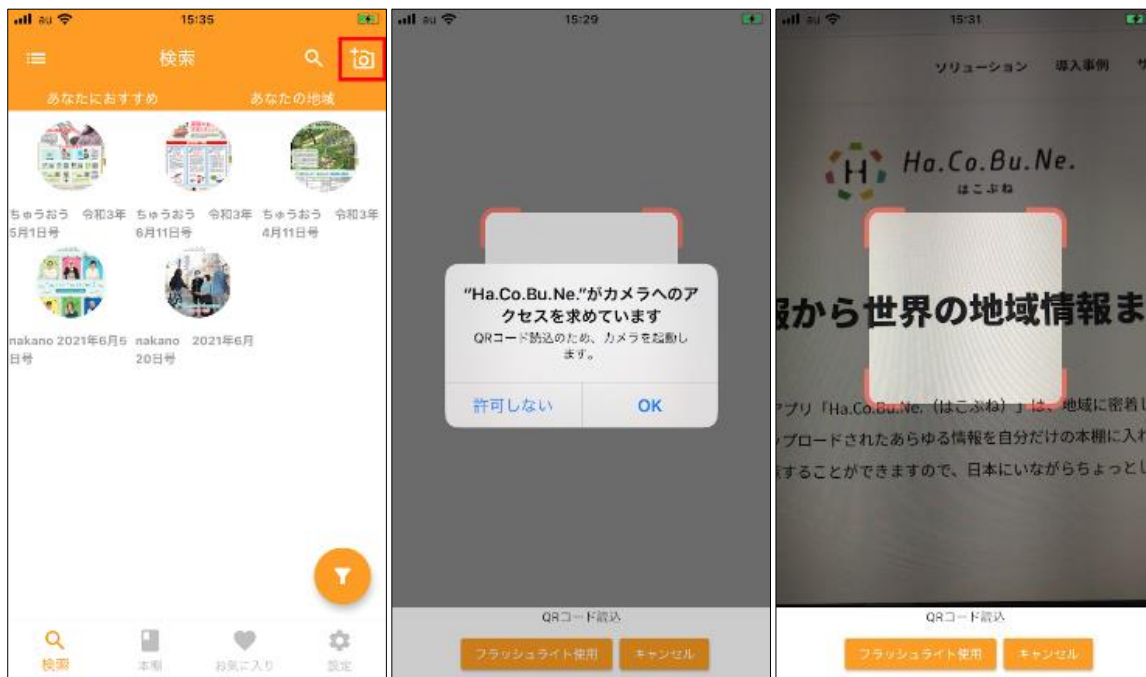 au
15:35
検索
あなたにおすすめ
あなたの地域
ちゅうおう 令和3年
5月1日号
ちゅうおう 令和3年
6月11日号
ちゅうおう 令和3年
4月11日号
nakano 2021年6月5
日号
nakano 2021年6月
20日号
検索
本棚
お気に入り
設定
au
15:29
"Ha.Co.Bu.Ne."がカメラへのア
クセスを求めています
QRコード読込のため、カメラを起動し
ます。
許可しない
OK
QRコード読込
フラッシュライト使用
キャンセル
au
15:31
ソリューション
導入事例
サ
H
Ha.Co.Bu.Ne.
はこぶね
報から世界の地域情報ま
アプリ「Ha.Co.Bu.Ne.（はこぶね）」は、地域に密着し
ップロードされたあらゆる情報を自分だけの本棚に入れ
することができますので、日本にいながらちょっとし
QRコード読込
フラッシュライト使用
キャンセル